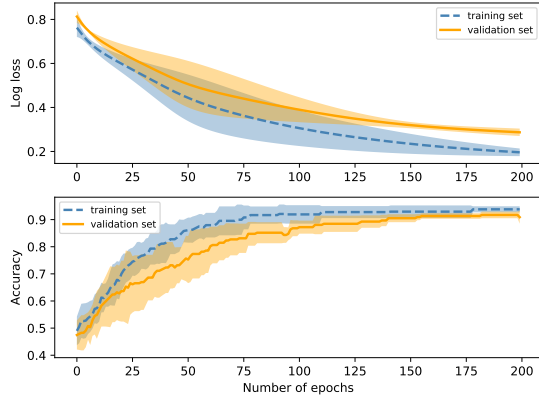 Log loss
0.8
0.6
0.4
0.2
training set
validation set
0 25 50 75 100 125 150 175 200
Accuracy
0.9
0.8
0.7
0.6
0.5
0.4
training set
validation set
0 25 50 75 100 125 150 175 200
Number of epochs